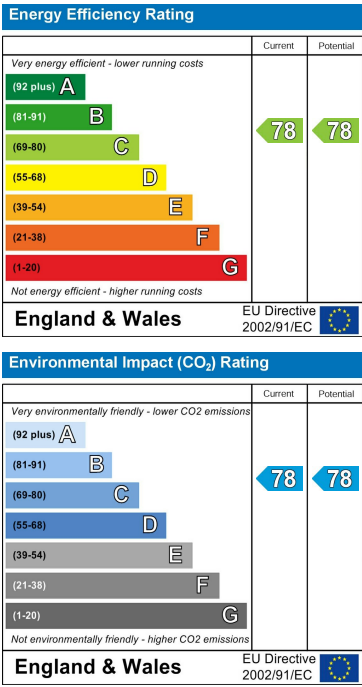 Energy Efficiency Rating
Current Potential
Very energy efficient - lower running costs
(92 plus) A
(81-91) B
(69-80) C
(55-68) D
(39-54) E
(21-38) F
(1-20) G
78 78
Not energy efficient - higher running costs
England & Wales
EU Directive
2002/91/EC
Environmental Impact (CO₂) Rating
Current Potential
Very environmentally friendly - lower CO2 emissions
(92 plus) A
(81-91) B
(69-80) C
(55-68) D
(39-54) E
(21-38) F
(1-20) G
78 78
Not environmentally friendly - higher CO2 emissions
England & Wales
EU Directive
2002/91/EC